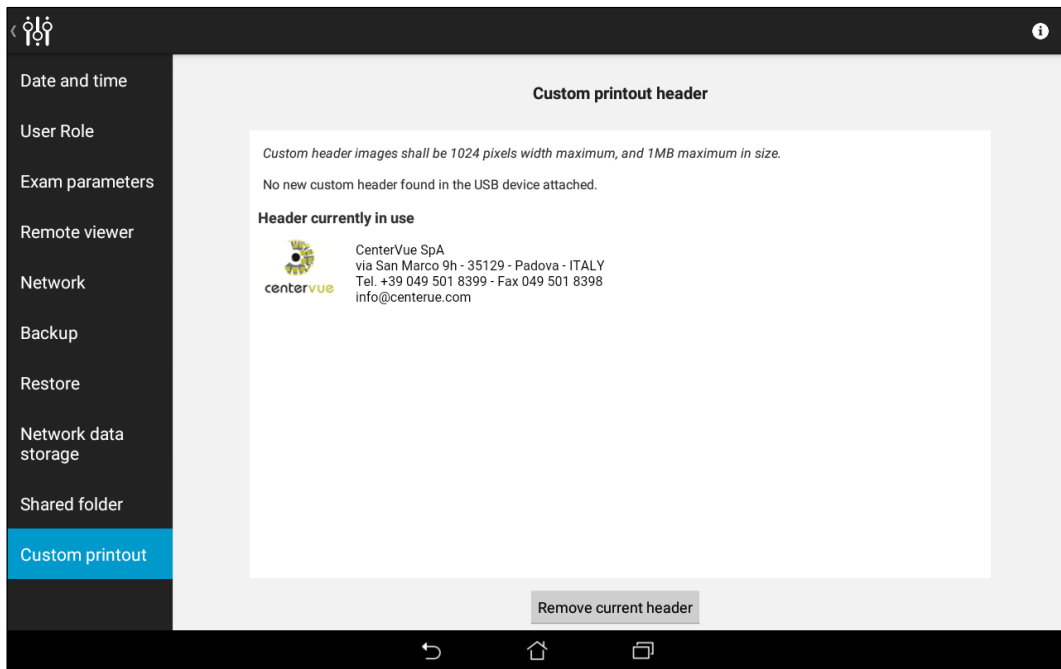 Date and time
User Role
Exam parameters
Remote viewer
Network
Backup
Restore
Network data
storage
Shared folder
Custom printout
Custom printout header
Custom header images shall be 1024 pixels width maximum, and 1MB maximum in size.
No new custom header found in the USB device attached.
Header currently in use
centervue
CenterVue SpA
via San Marco 9h - 35129 - Padova - ITALY
Tel. +39 049 501 8399 - Fax 049 501 8398
info@centerue.com
Remove current header